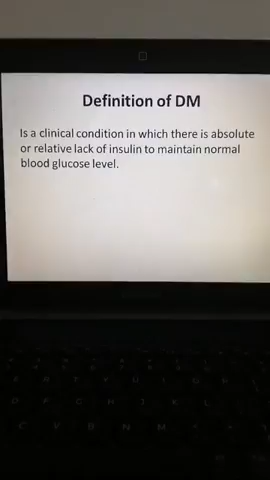 Definition of DM
Is a clinical condition in which there is absolute
or relative lack of insulin to maintain normal
blood glucose level.